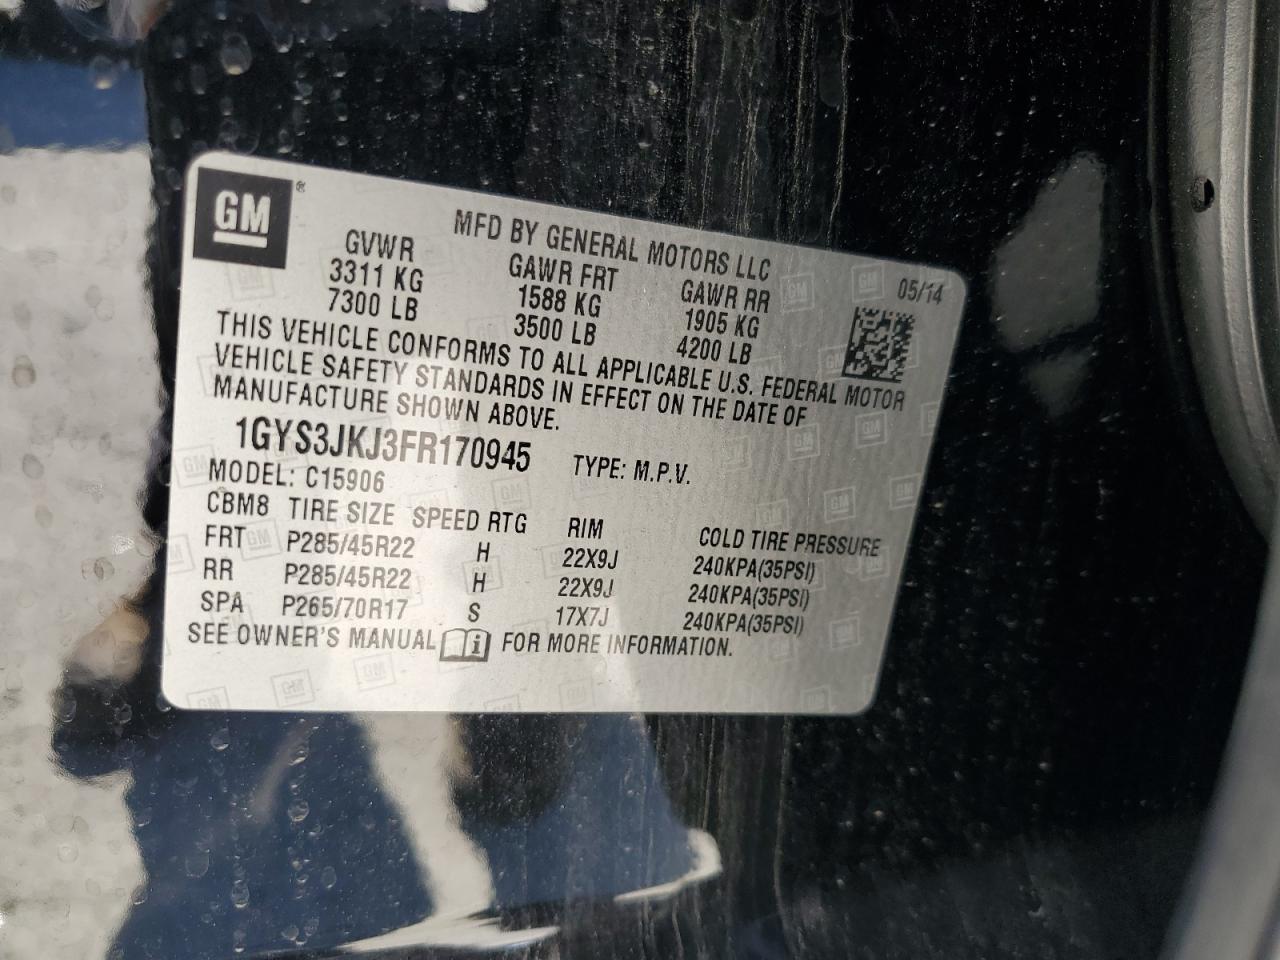 GM ®
MFD BY GENERAL MOTORS LLC
05/14
GVWR GAWR FRT GAWR RR
3311 KG 1588 KG 1905 KG
7300 LB 3500 LB 4200 LB
THIS VEHICLE CONFORMS TO ALL APPLICABLE U.S. FEDERAL MOTOR
VEHICLE SAFETY STANDARDS IN EFFECT ON THE DATE OF
MANUFACTURE SHOWN ABOVE.
1GYS3JKJ3FR170945 TYPE: M.P.V.
MODEL: C15906
CBM8 TIRE SIZE SPEED RTG RIM COLD TIRE PRESSURE
FRT P285/45R22 H 22X9J 240KPA(35PSI)
RR P285/45R22 H 22X9J 240KPA(35PSI)
SPA P265/70R17 S 17X7J 240KPA(35PSI)
SEE OWNER'S MANUAL i FOR MORE INFORMATION.